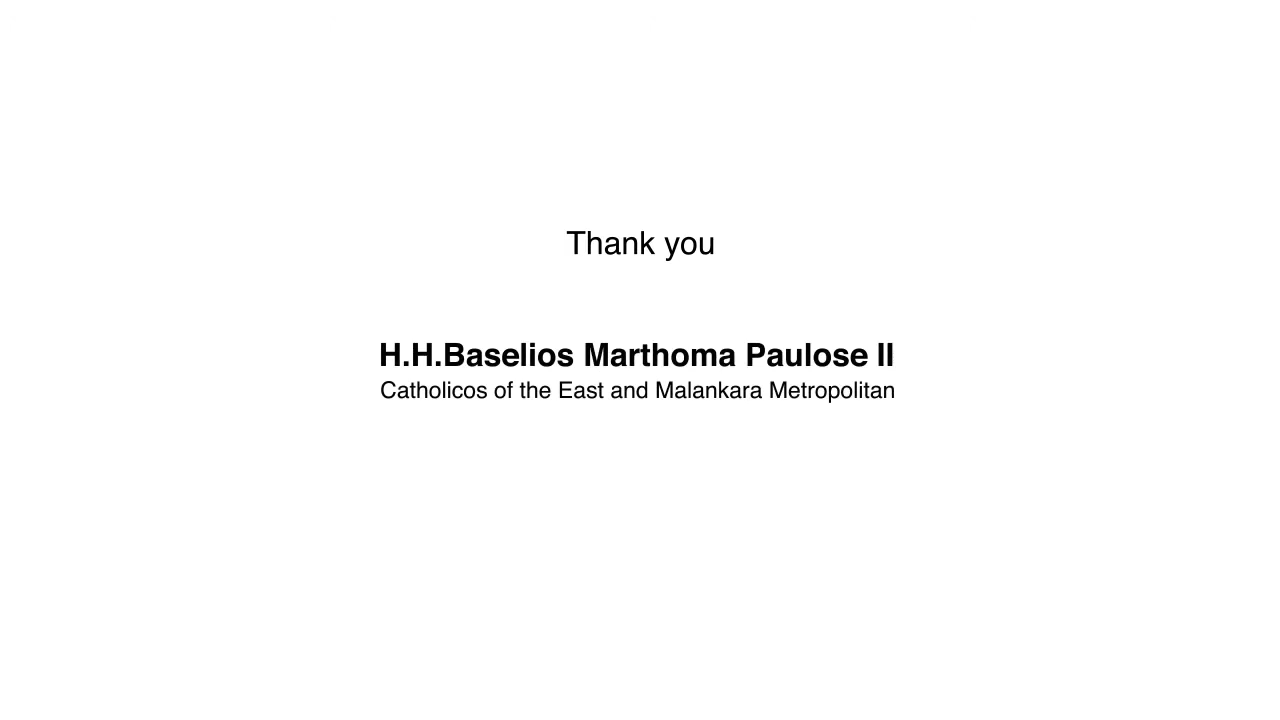 Thank you
H.H.Baselios Marthoma Paulose II
Catholicos of the East and Malankara Metropolitan